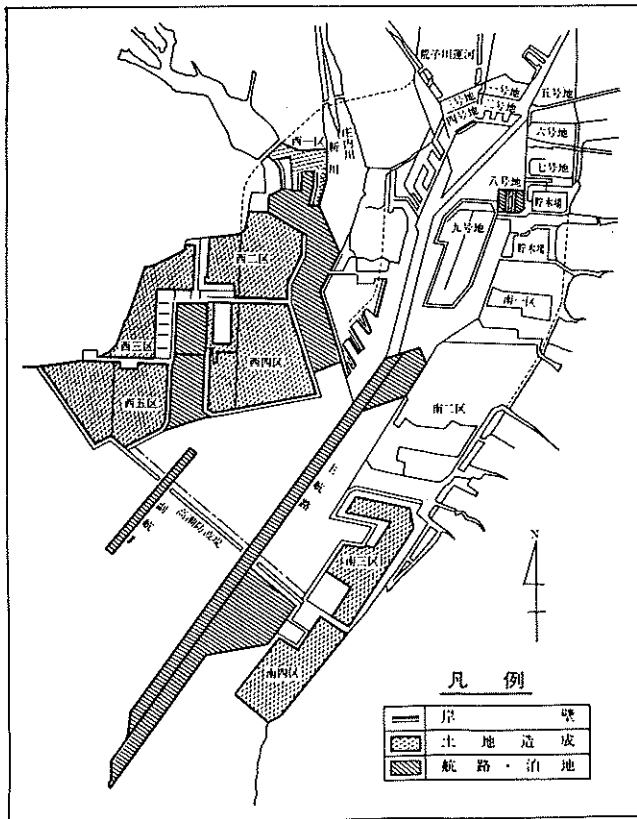 荒子川運河
一号地
二号地
三号地
四号地
五号地
六号地
七号地
八号地
貯木場
九号地
貯木場
庄内川
新川
西一区
西二区
西三区
西四区
西五区
南一区
南二区
主航路
高潮防波堤
南三区
南四区
N
凡例
岸壁
土地造成
航路・泊地